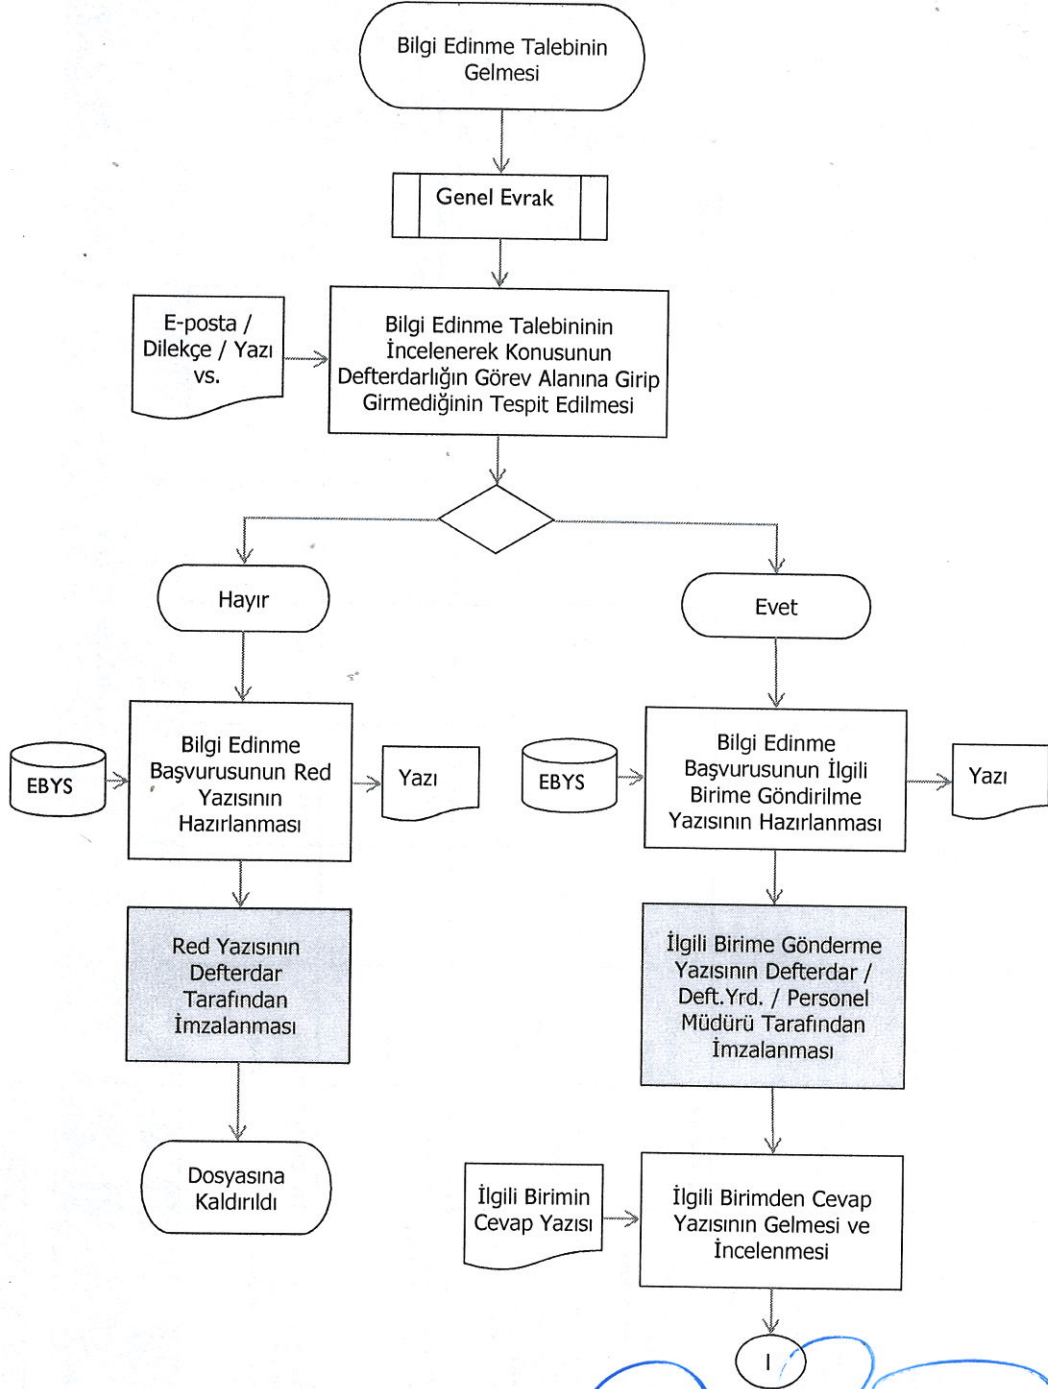 Bilgi Edinme Talebinin
Gelmesi
Genel Evrak
E-posta /
Dilekçe / Yazı
vs.
Bilgi Edinme Talebininin
İncelenerek Konusunun
Defterdarlığın Görev Alanına Girip
Girmediğinin Tespit Edilmesi
Hayır
Evet
EBYS
Bilgi Edinme
Başvurusunun Red
Yazısının
Hazırlanması
Yazı
EBYS
Bilgi Edinme
Başvurusunun İlgili
Birime Göndirilme
Yazısının Hazırlanması
Yazı
Red Yazısının
Defterdar
Tarafından
İmzalanması
İlgili Birime Gönderme
Yazısının Defterdar /
Deft.Yrd. / Personel
Müdürü Tarafından
İmzalanması
Dosyasına
Kaldırıldı
İlgili Birimin
Cevap Yazısı
İlgili Birimden Cevap
Yazısının Gelmesi ve
İncelenmesi
I